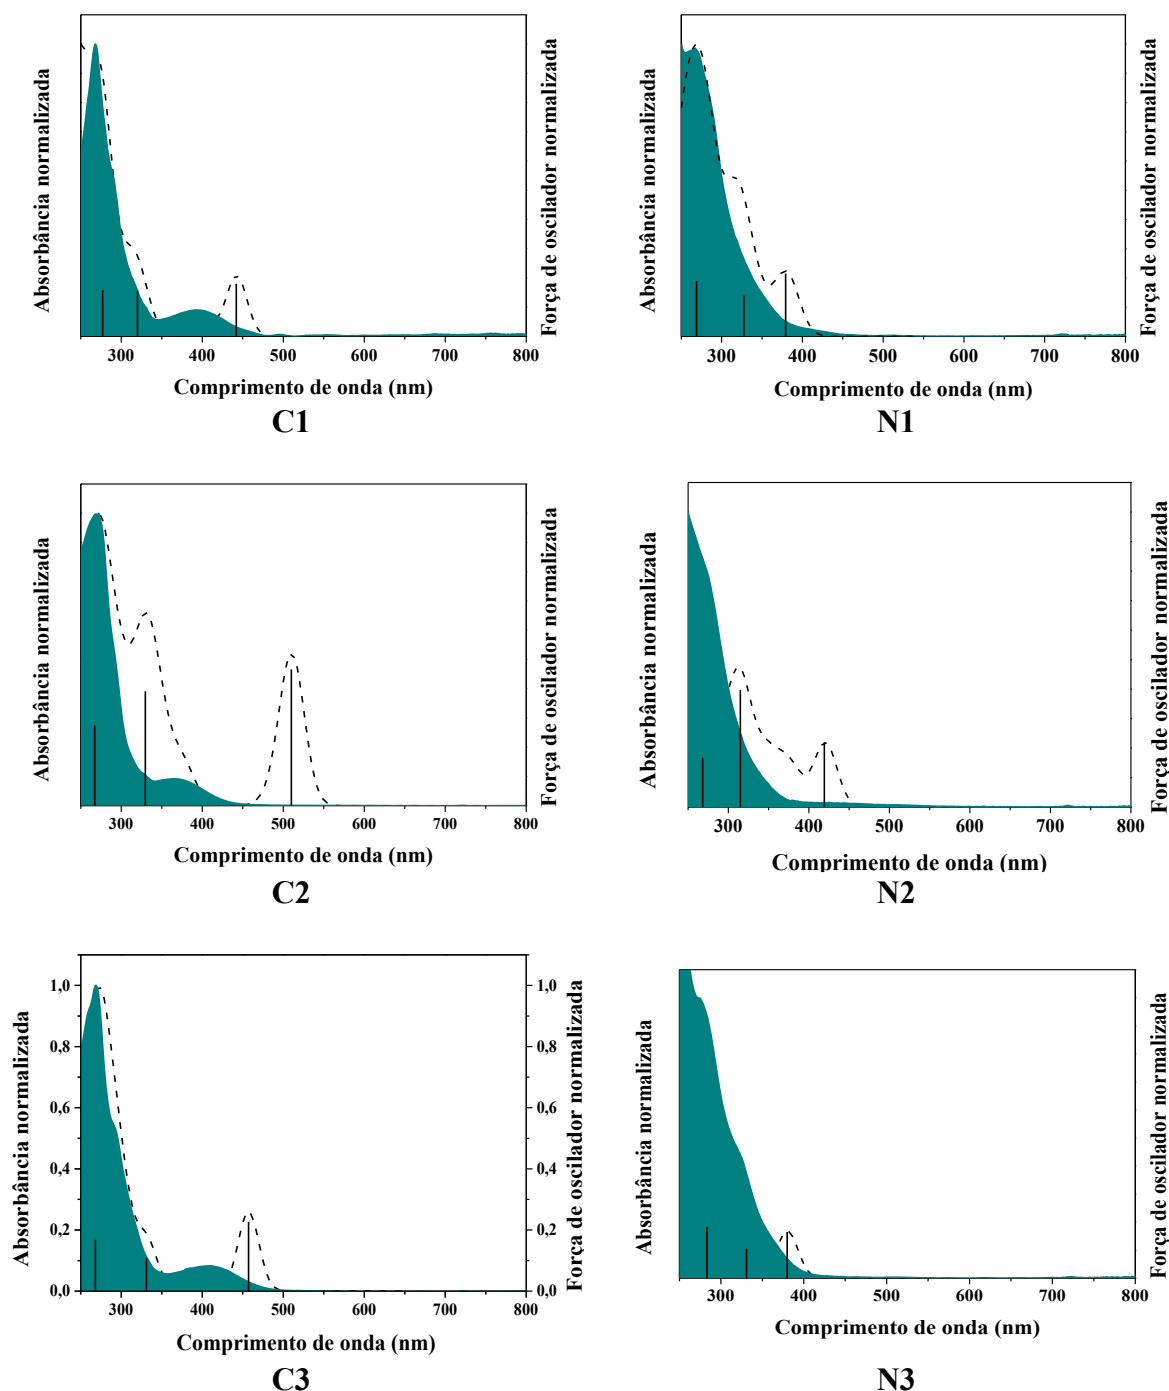 Absorbância normalizada
Força de oscilador normalizada
300 400 500 600 700 800
Comprimento de onda (nm)
C1
Absorbância normalizada
Força de oscilador normalizada
300 400 500 600 700 800
Comprimento de onda (nm)
N1
Absorbância normalizada
Força de oscilador normalizada
300 400 500 600 700 800
Comprimento de onda (nm)
C2
Absorbância normalizada
Força de oscilador normalizada
300 400 500 600 700 800
Comprimento de onda (nm)
N2
Absorbância normalizada
1,0
0,8
0,6
0,4
0,2
0,0
1,0
0,8
0,6
0,4
0,2
0,0
Força de oscilador normalizada
300 400 500 600 700 800
Comprimento de onda (nm)
C3
Absorbância normalizada
Força de oscilador normalizada
300 400 500 600 700 800
Comprimento de onda (nm)
N3